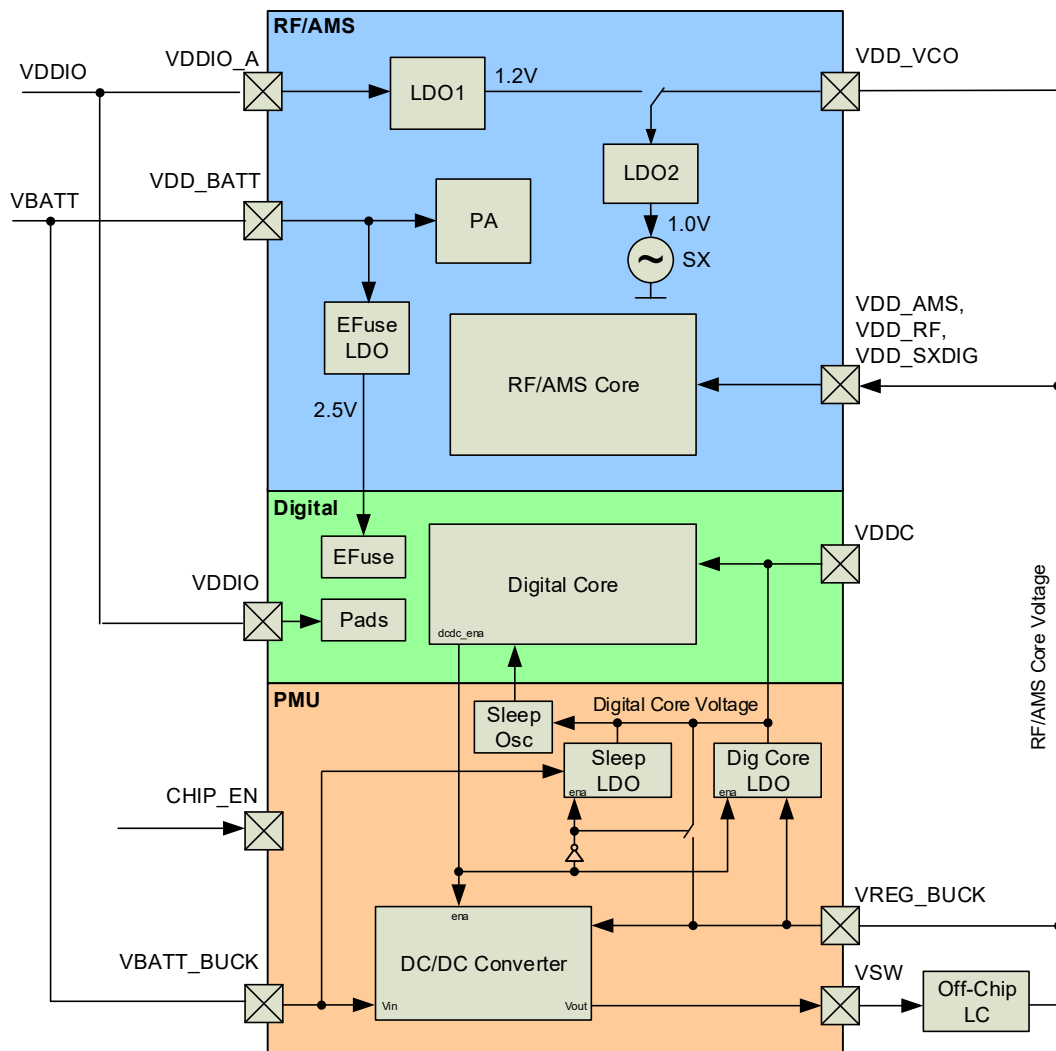 RF/AMS
VDDIO_A
VDD_VCO
VDDIO
LDO1
1.2V
VDD_BATT
VBATT
LDO2
PA
1.0V
SX
EFuse
LDO
VDD_AMS,
VDD_RF,
VDD_SXDIG
RF/AMS Core
2.5V
Digital
VDDC
EFuse
Digital Core
VDDIO
Pads
dcdc_ena
RF/AMS Core Voltage
PMU
Digital Core Voltage
Sleep
Osc
Sleep
LDO
ena
Dig Core
LDO
ena
CHIP_EN
VREG_BUCK
ena
DC/DC Converter
VBATT_BUCK
Vin
Vout
VSW
Off-Chip
LC